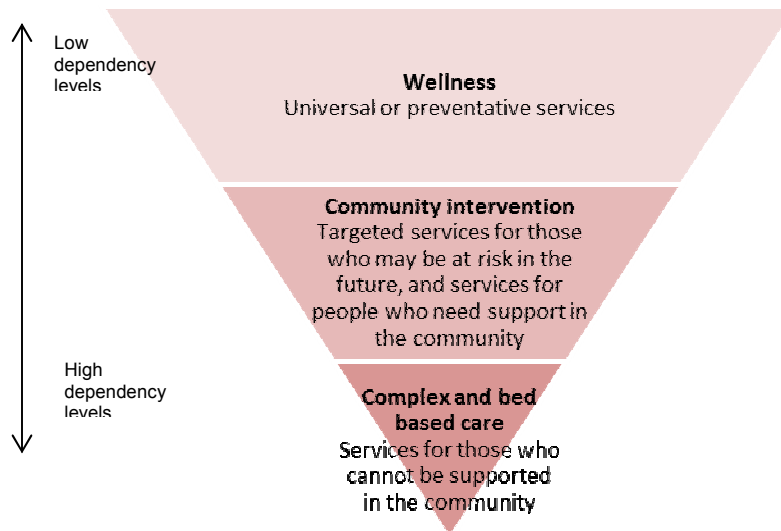 Low
dependency
levels
Wellness
Universal or preventative services
Community intervention
Targeted services for those
who may be at risk in the
future, and services for
people who need support in
the community
High
dependency
levels
Complex and bed
based care
Services for those who
cannot be supported
in the community